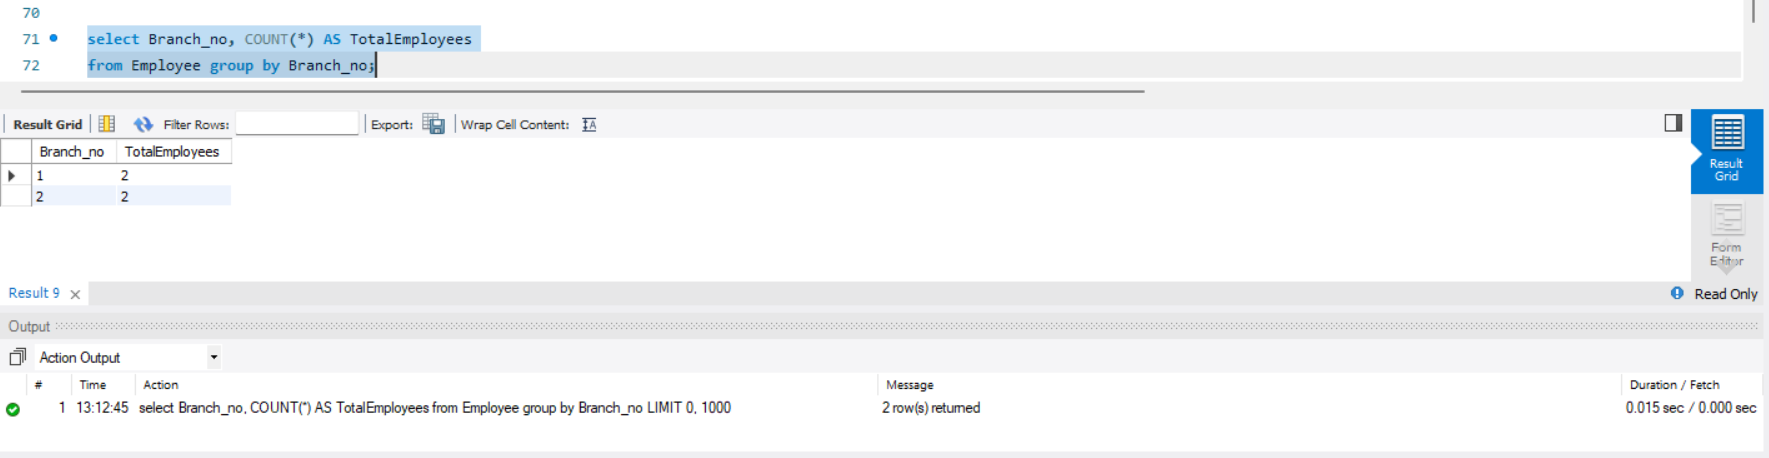 70
71 select Branch_no, COUNT(*) AS TotalEmployees
72 from Employee group by Branch_no;
Result Grid Filter Rows: Export: Wrap Cell Content: IA
Branch_no TotalEmployees
1 2
2 2
Result
Grid
Form
Editor
Result 9 × Read Only
Output
Action Output
# Time Action Message Duration / Fetch
1 13:12:45 select Branch_no, COUNT(*) AS TotalEmployees from Employee group by Branch_no LIMIT 0, 1000 2 row(s) returned 0.015 sec / 0.000 sec